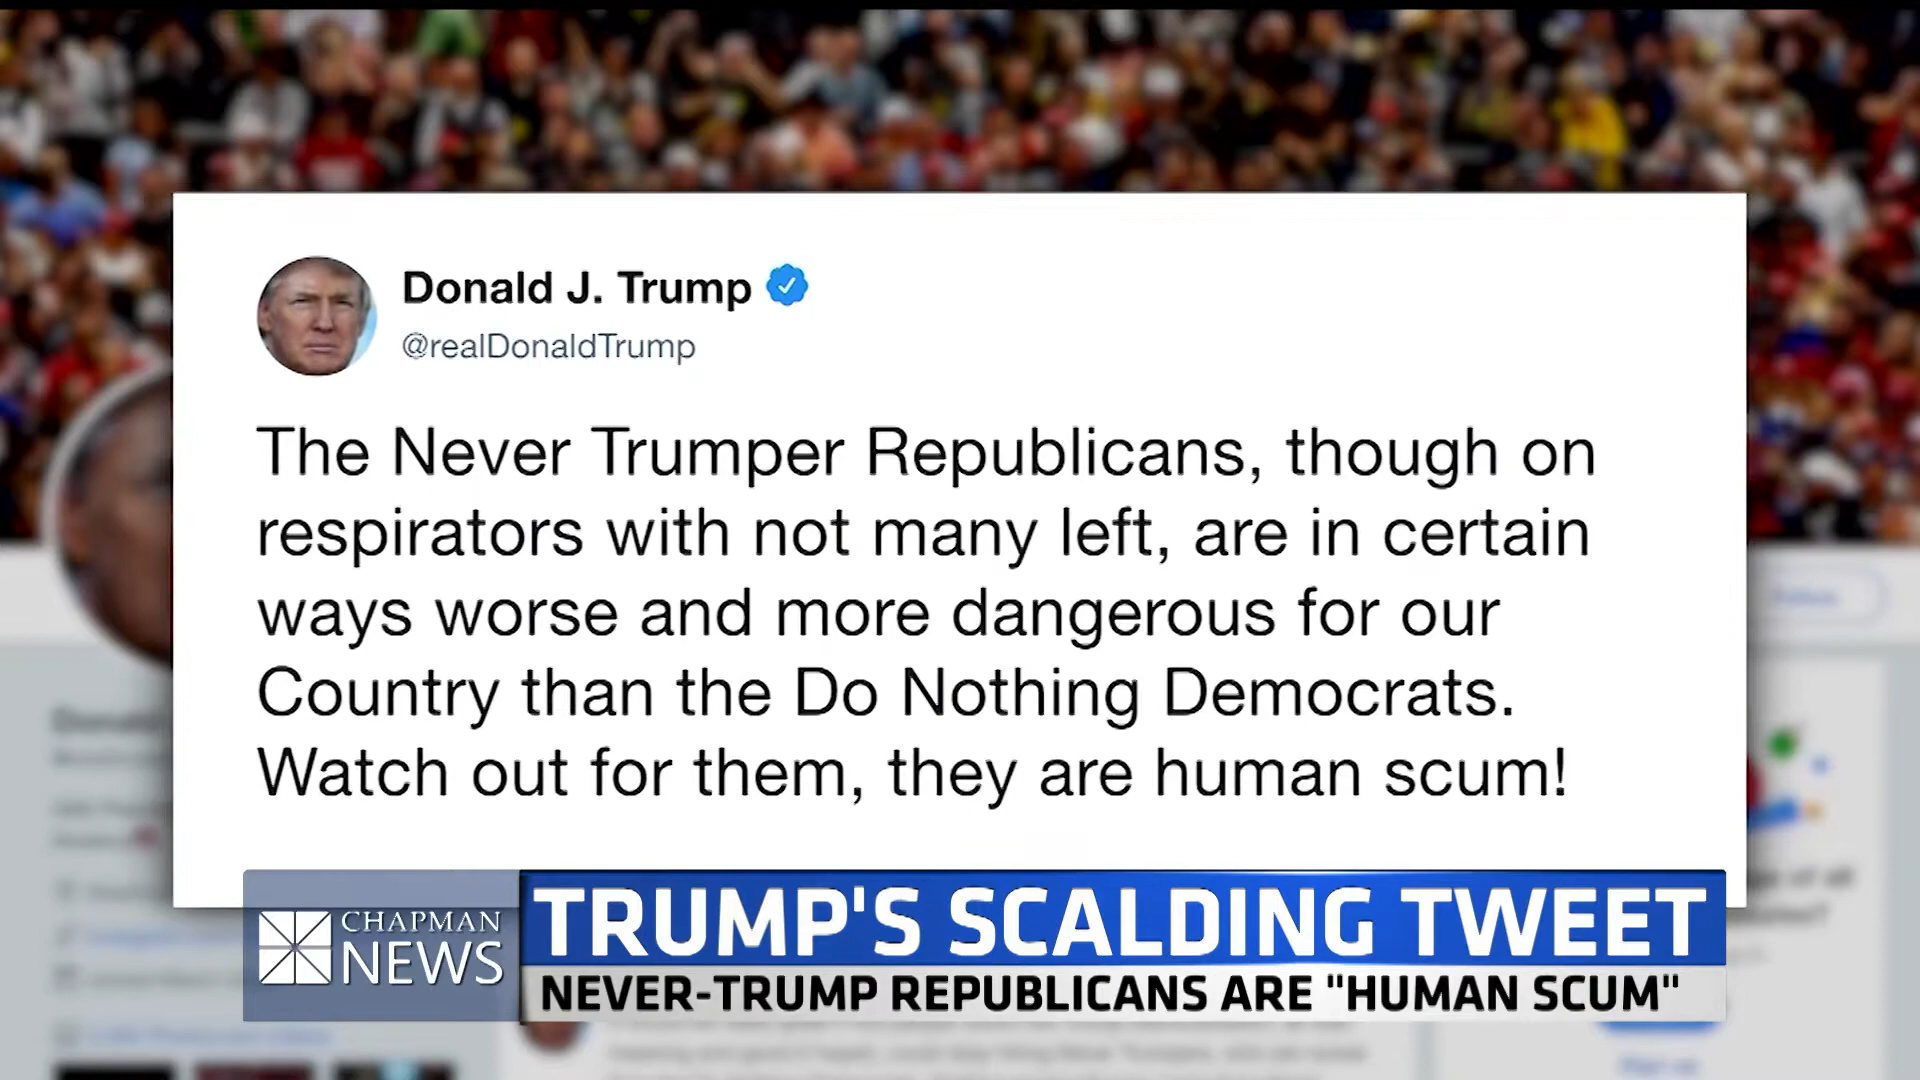 Donald J. Trump
@realDonaldTrump
The Never Trumper Republicans, though on
respirators with not many left, are in certain
ways worse and more dangerous for our
Country than the Do Nothing Democrats.
Watch out for them, they are human scum!
CHAPMAN
NEWS
TRUMP'S SCALDING TWEET
NEVER-TRUMP REPUBLICANS ARE "HUMAN SCUM"